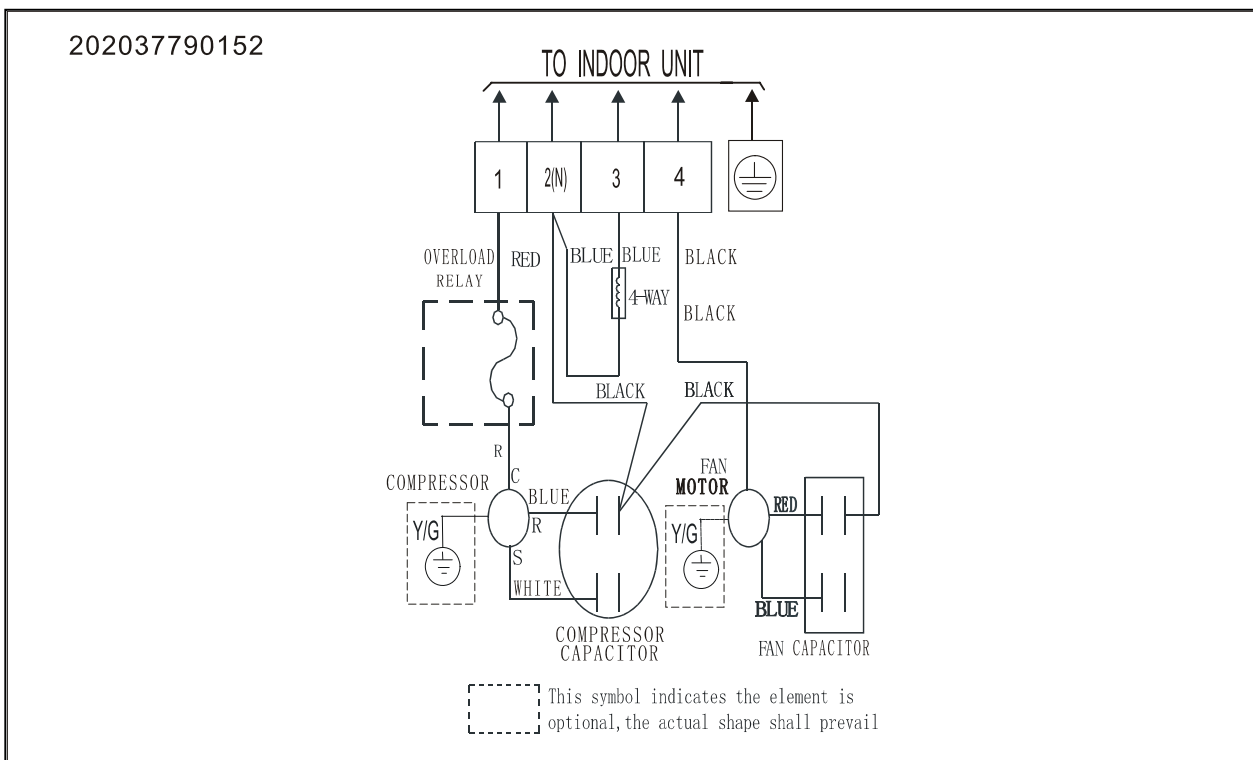 202037790152
TO INDOOR UNIT
1
2(N)
3
4
OVERLOAD
RELAY
RED
BLUE
BLUE
BLACK
4-WAY
BLACK
BLACK
BLACK
R
COMPRESSOR
C
BLUE
R
Y/G
S
WHITE
COMPRESSOR
CAPACITOR
FAN
MOTOR
RED
Y/G
BLUE
FAN CAPACITOR
This symbol indicates the element is
optional,the actual shape shall prevail